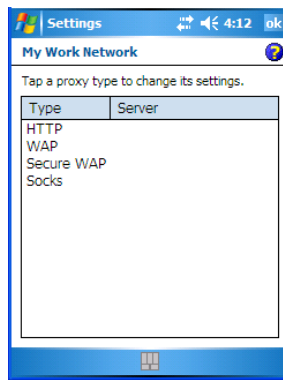 Settings 4:12 ok
My Work Network ?
Tap a proxy type to change its settings.
Type Server
HTTP
WAP
Secure WAP
Socks